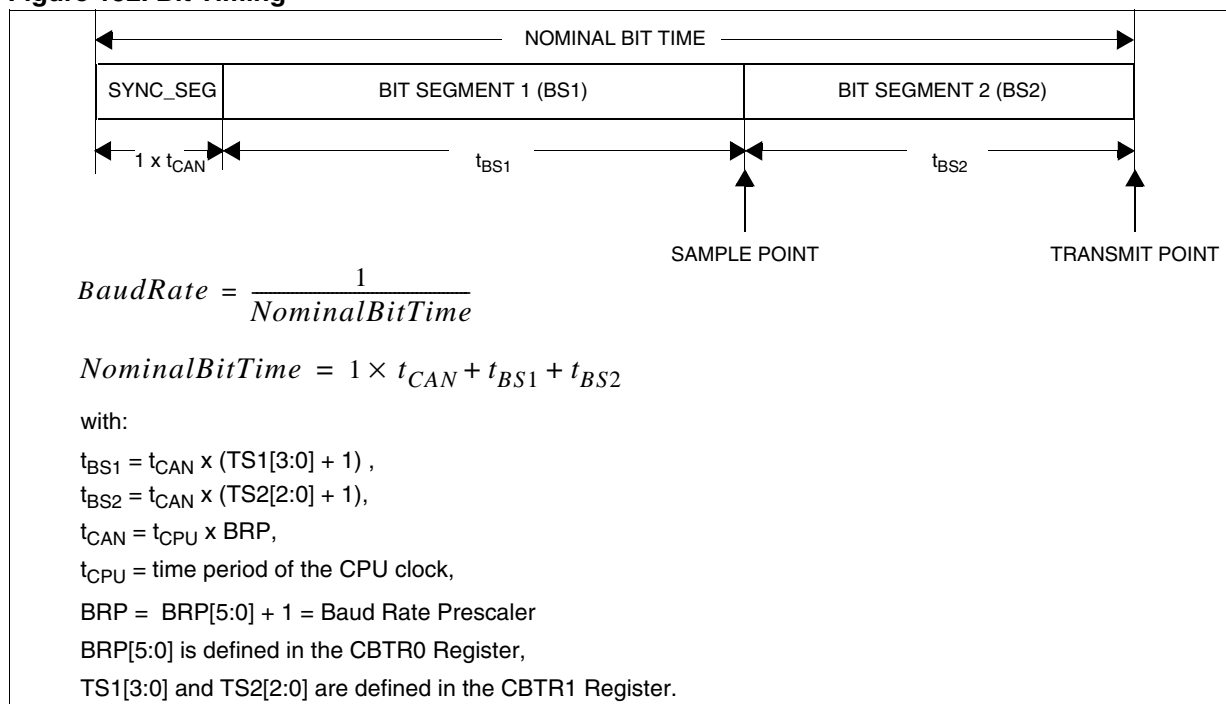 NOMINAL BIT TIME
SYNC_SEG BIT SEGMENT 1 (BS1) BIT SEGMENT 2 (BS2)
1 x tCAN tBS1 tBS2
SAMPLE POINT TRANSMIT POINT
BaudRate = 1 / NominalBitTime
NominalBitTime = 1 × tCAN + tBS1 + tBS2
with:
tBS1 = tCAN x (TS1[3:0] + 1) ,
tBS2 = tCAN x (TS2[2:0] + 1),
tCAN = tCPU x BRP,
tCPU = time period of the CPU clock,
BRP = BRP[5:0] + 1 = Baud Rate Prescaler
BRP[5:0] is defined in the CBTR0 Register,
TS1[3:0] and TS2[2:0] are defined in the CBTR1 Register.